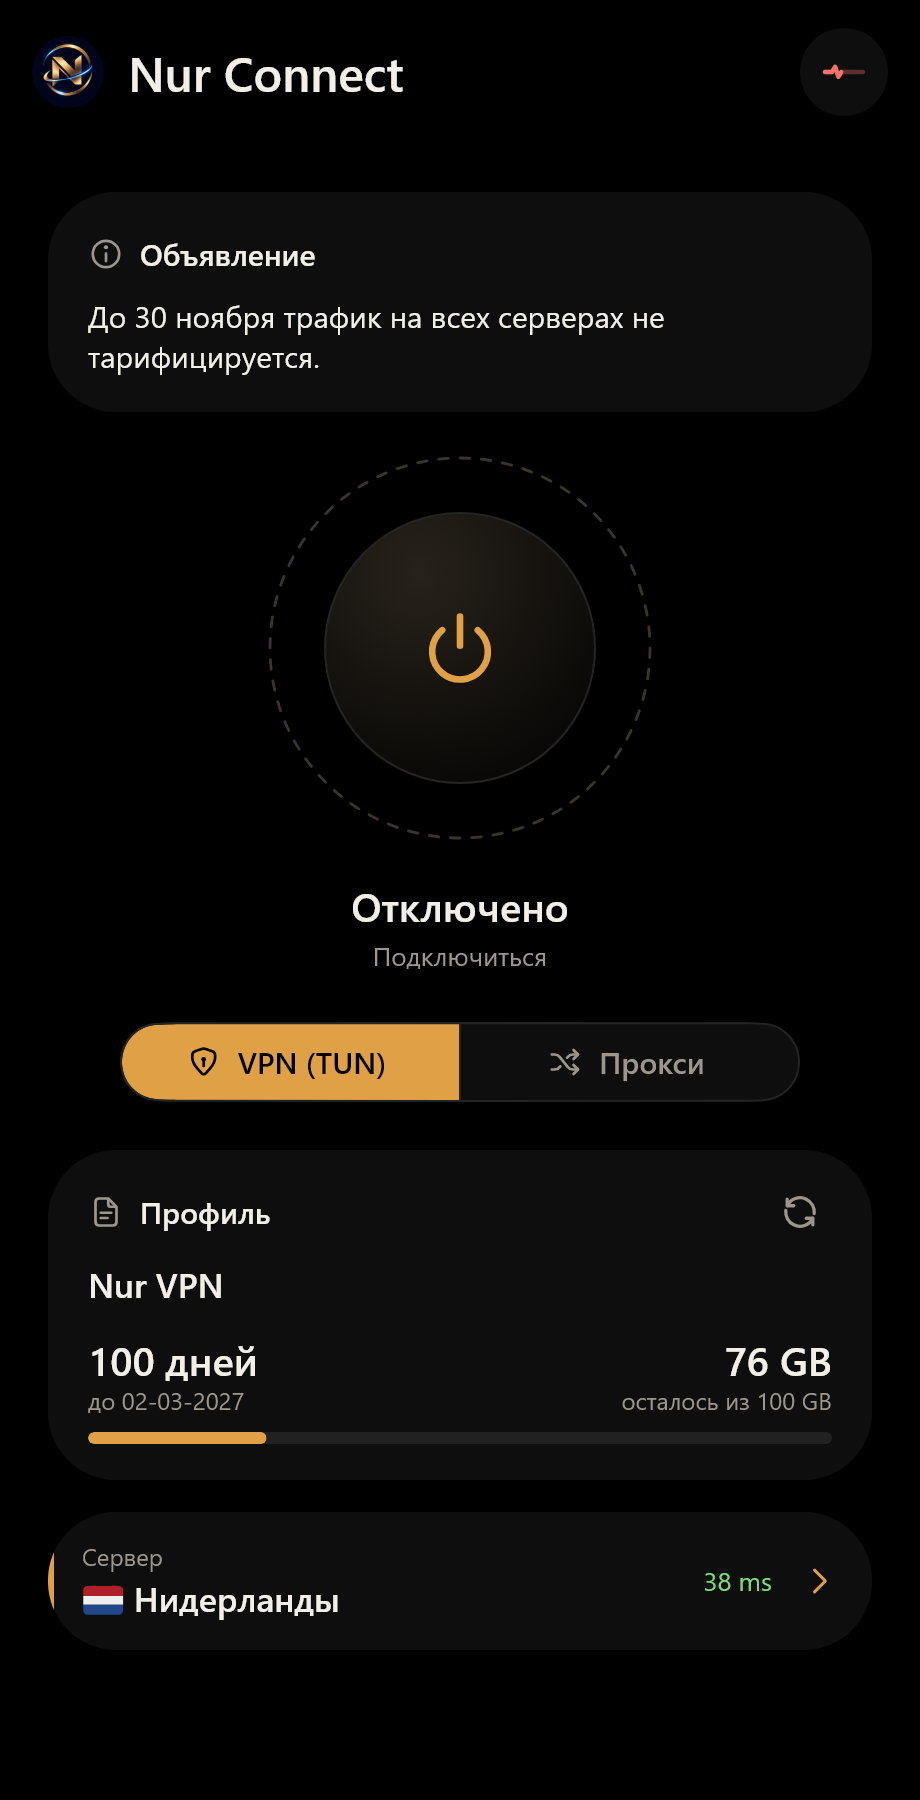 Nur Connect
Объявление
До 30 ноября трафик на всех серверах не
тарифицируется.
Отключено
Подключиться
VPN (TUN)
Прокси
Профиль
Nur VPN
100 дней
76 GB
до 02-03-2027
осталось из 100 GB
Сервер
Нидерланды
38 ms